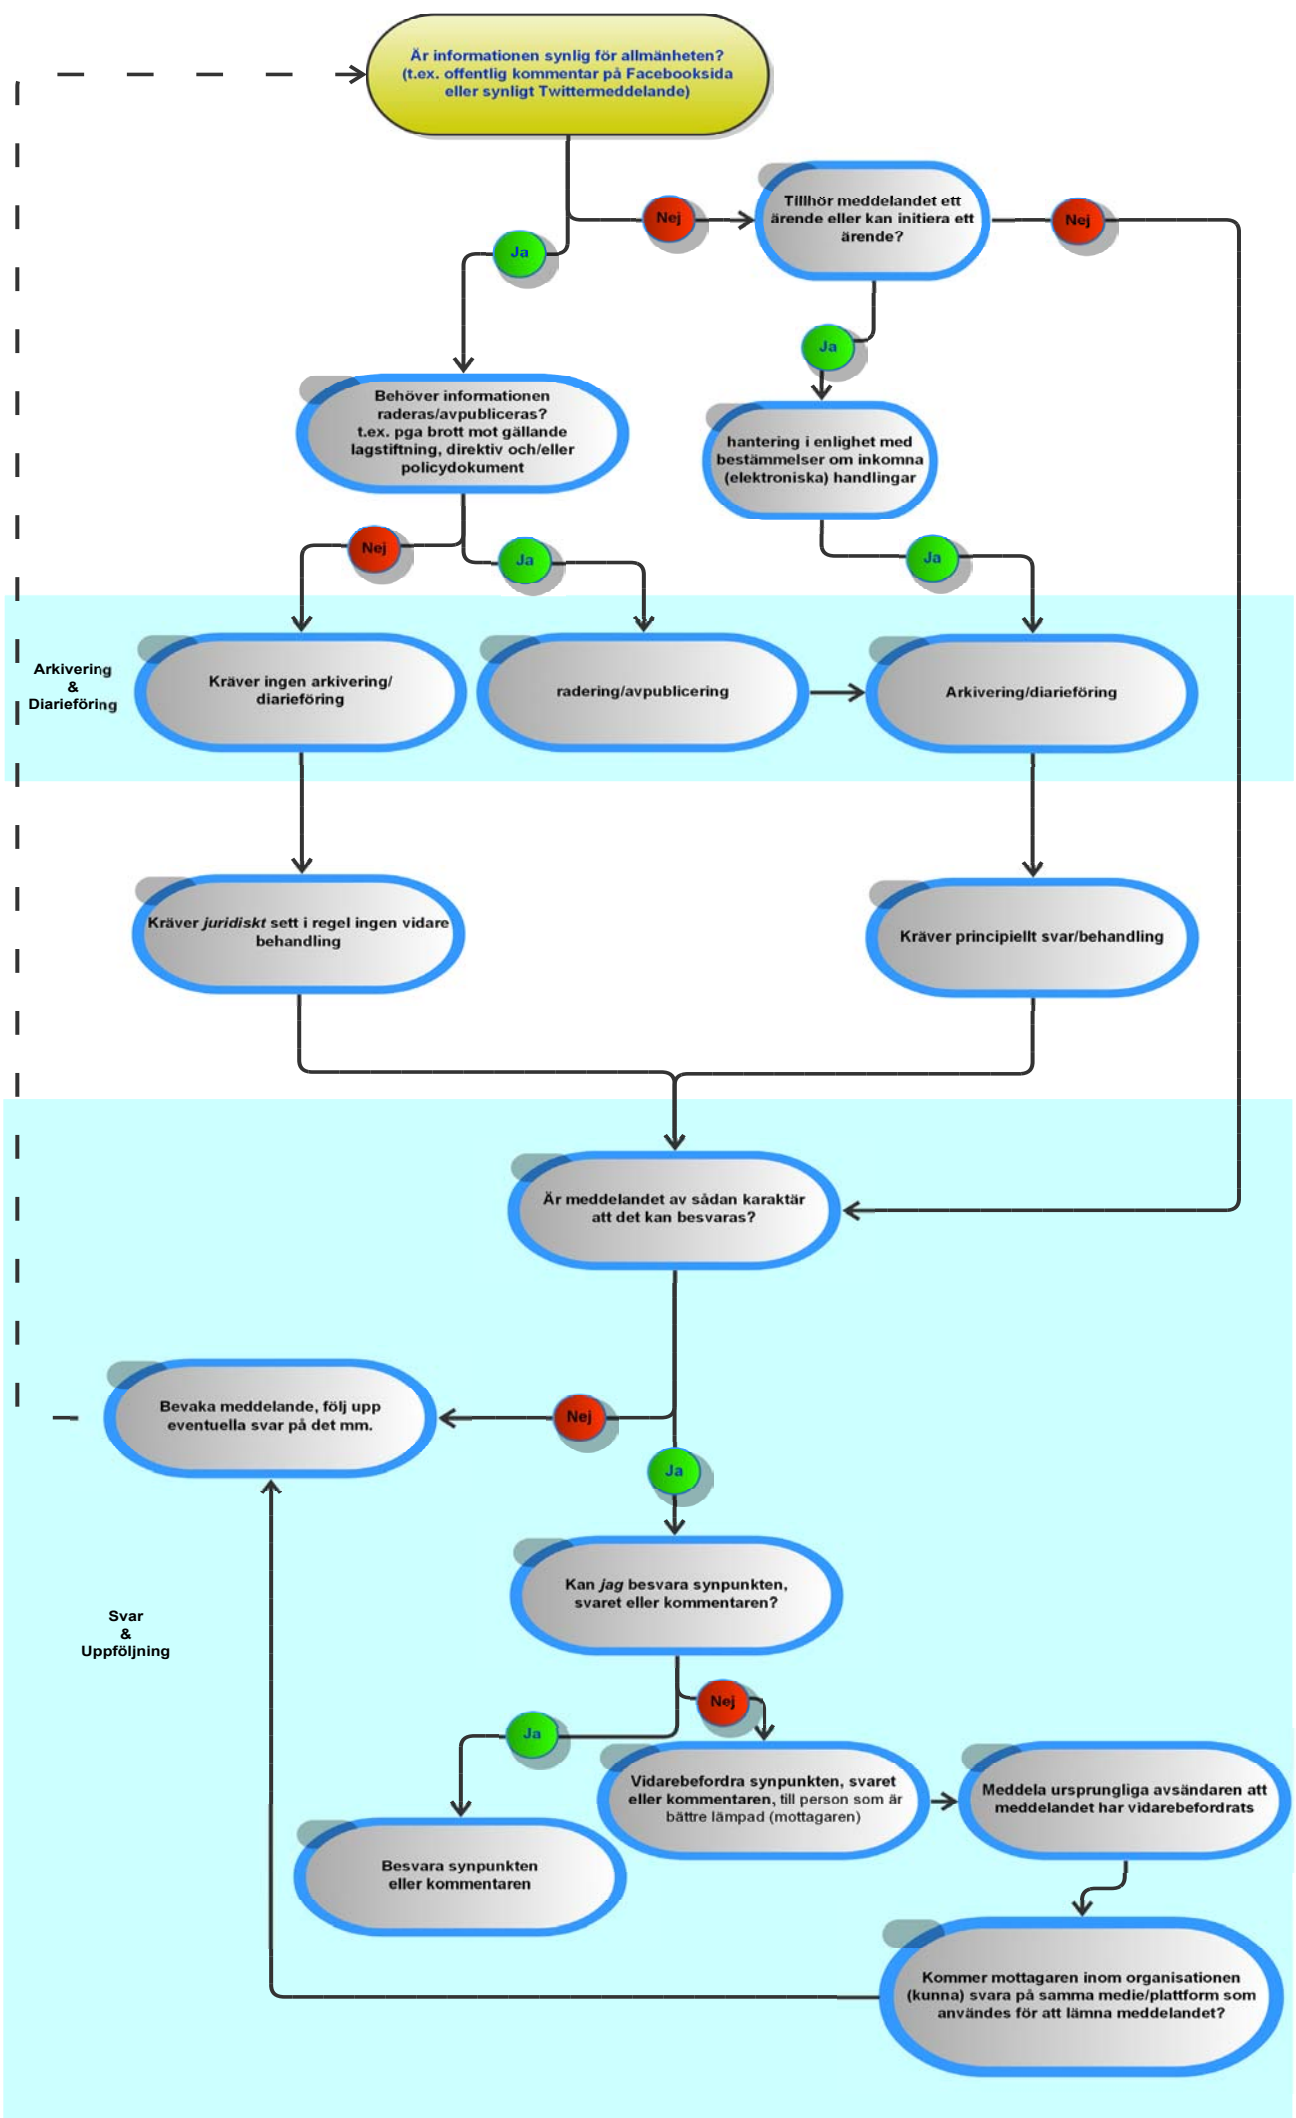 Är informationen synlig för allmänheten?
(t.ex. offentlig kommentar på Facebooksida
eller synligt Twittermeddelande)
Nej
Tillhör meddelandet ett
ärende eller kan initiera ett
ärende?
Nej
Ja
Ja
Behöver informationen
raderas/avpubliceras?
t.ex. pga brott mot gällande
lagstiftning, direktiv och/eller
policydokument
hantering i enlighet med
bestämmelser om inkomna
(elektroniska) handlingar
Nej
Ja
Ja
Arkivering
&
Diarieföring
Kräver ingen arkivering/
diarieföring
radering/avpublicering
Arkivering/diarieföring
Kräver juridiskt sett i regel ingen vidare
behandling
Kräver principiellt svar/behandling
Är meddelandet av sådan karaktär
att det kan besvaras?
Bevaka meddelande, följ upp
eventuella svar på det mm.
Nej
Ja
Kan jag besvara synpunkten,
svaret eller kommentaren?
Svar
&
Uppföljning
Nej
Ja
Vidarebefordra synpunkten, svaret
eller kommentaren, till person som är
bättre lämpad (mottagaren)
Meddela ursprungliga avsändaren att
meddelandet har vidarebefordrats
Besvara synpunkten
eller kommentaren
Kommer mottagaren inom organisationen
(kunna) svara på samma medie/plattform som
användes för att lämna meddelandet?